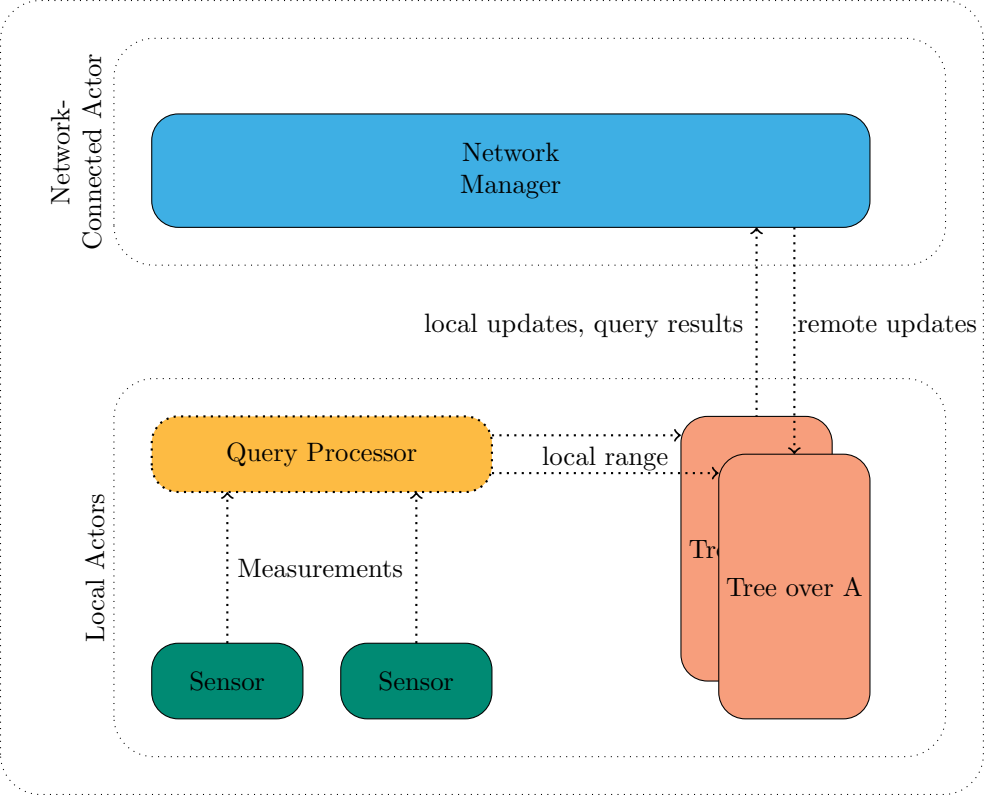 Network-
Connected Actor
Network
Manager
local updates, query results
remote updates
Local Actors
Query Processor
local range
Measurements
Tree over A
Sensor
Sensor